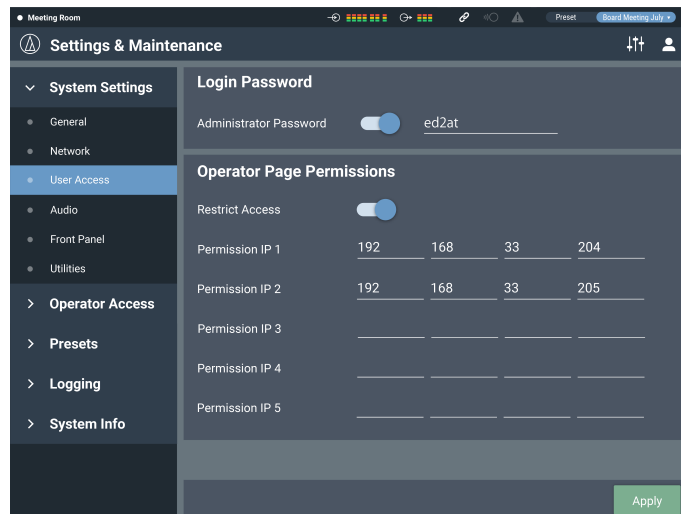 Meeting Room
Preset
Board Meeting July
Settings & Maintenance
System Settings
General
Network
User Access
Audio
Front Panel
Utilities
Operator Access
Presets
Logging
System Info
Login Password
Administrator Password ed2at
Operator Page Permissions
Restrict Access
Permission IP 1 192 168 33 204
Permission IP 2 192 168 33 205
Permission IP 3
Permission IP 4
Permission IP 5
Apply